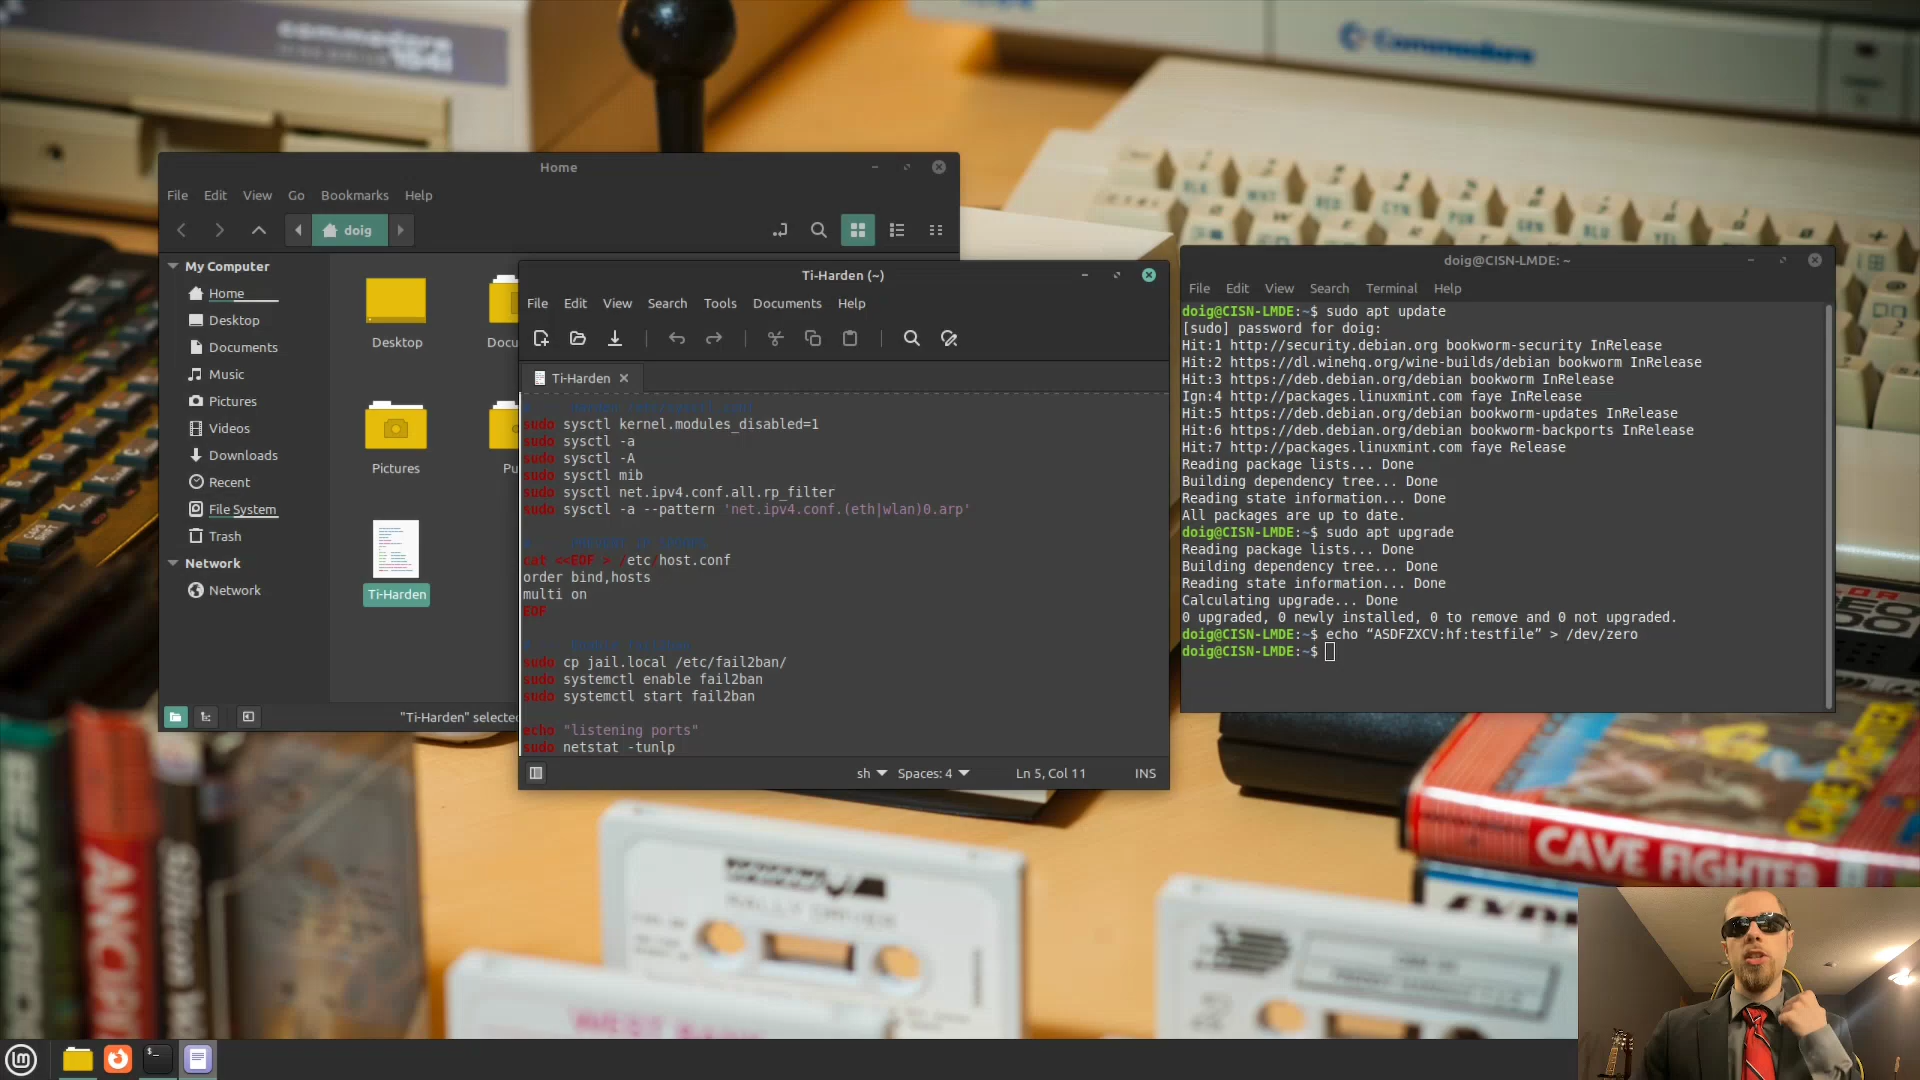 commodore
1541
Commodore
Home
File Edit View Go Bookmarks Help
doig
My Computer
Home
Desktop
Documents
Music
Pictures
Videos
Downloads
Recent
File System
Trash
Network
Network
Desktop
Docu
Pictures
Pu
Ti-Harden
"Ti-Harden" selected
Ti-Harden (~)
File Edit View Search Tools Documents Help
Ti-Harden
sudo sysctl kernel.modules_disabled=1
sudo sysctl -a
sudo sysctl -A
sudo sysctl mib
sudo sysctl net.ipv4.conf.all.rp_filter
sudo sysctl -a --pattern 'net.ipv4.conf.(eth|wlan)0.arp'
cat <<EOF > /etc/host.conf
order bind,hosts
multi on
EOF
sudo cp jail.local /etc/fail2ban/
sudo systemctl enable fail2ban
sudo systemctl start fail2ban
echo "listening ports"
sudo netstat -tunlp
sh Spaces: 4 Ln 5, Col 11 INS
doig@CISN-LMDE: ~
File Edit View Search Terminal Help
doig@CISN-LMDE:~$ sudo apt update
[sudo] password for doig:
Hit:1 http://security.debian.org bookworm-security InRelease
Hit:2 https://dl.winehq.org/wine-builds/debian bookworm InRelease
Hit:3 https://deb.debian.org/debian bookworm InRelease
Ign:4 http://packages.linuxmint.com faye InRelease
Hit:5 https://deb.debian.org/debian bookworm-updates InRelease
Hit:6 https://deb.debian.org/debian bookworm-backports InRelease
Hit:7 http://packages.linuxmint.com faye Release
Reading package lists... Done
Building dependency tree... Done
Reading state information... Done
All packages are up to date.
doig@CISN-LMDE:~$ sudo apt upgrade
Reading package lists... Done
Building dependency tree... Done
Reading state information... Done
Calculating upgrade... Done
0 upgraded, 0 newly installed, 0 to remove and 0 not upgraded.
doig@CISN-LMDE:~$ echo “ASDFZXCV:hf:testfile” > /dev/zero
doig@CISN-LMDE:~$
CAVE FIGHTER
RALLY DRIVER
WEST BANK